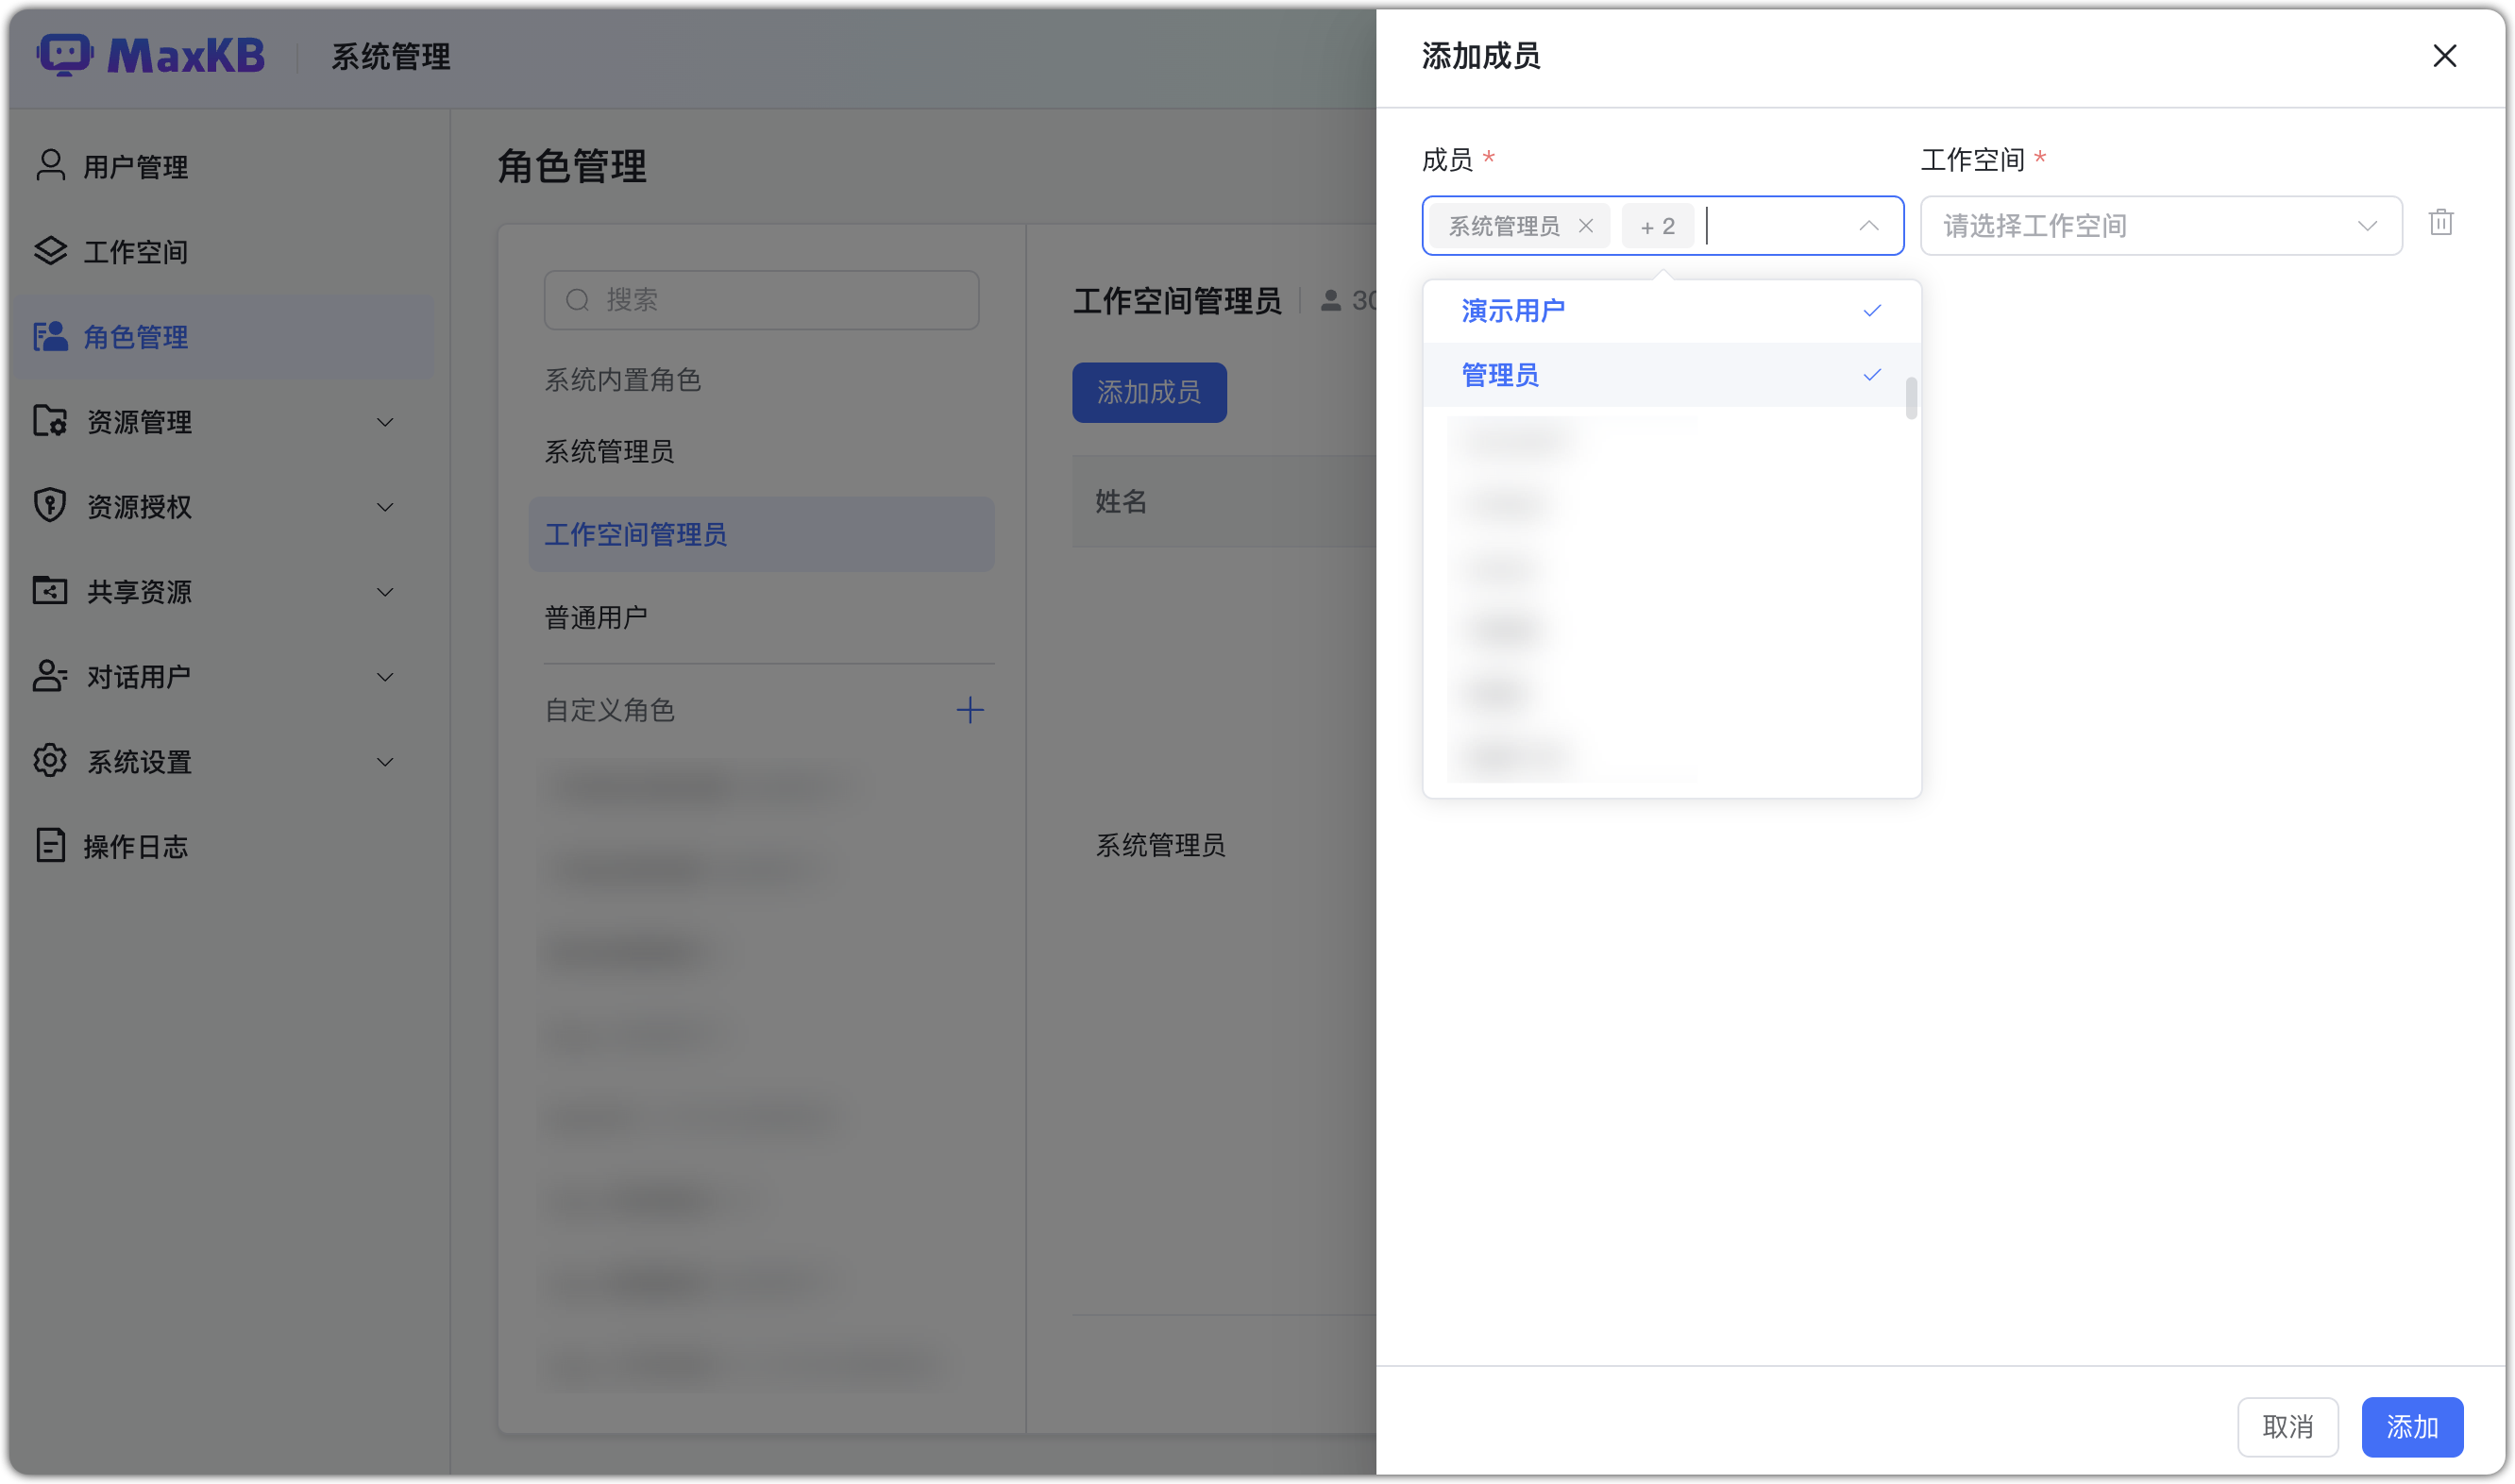 MaxKB
系统管理
用户管理
工作空间
角色管理
资源管理
资源授权
共享资源
对话用户
系统设置
操作日志
角色管理
搜索
系统内置角色
系统管理员
工作空间管理员
普通用户
自定义角色
工作空间管理员
添加成员
姓名
系统管理员
添加成员
成员 *
工作空间 *
系统管理员
+ 2
请选择工作空间
演示用户
管理员
取消
添加